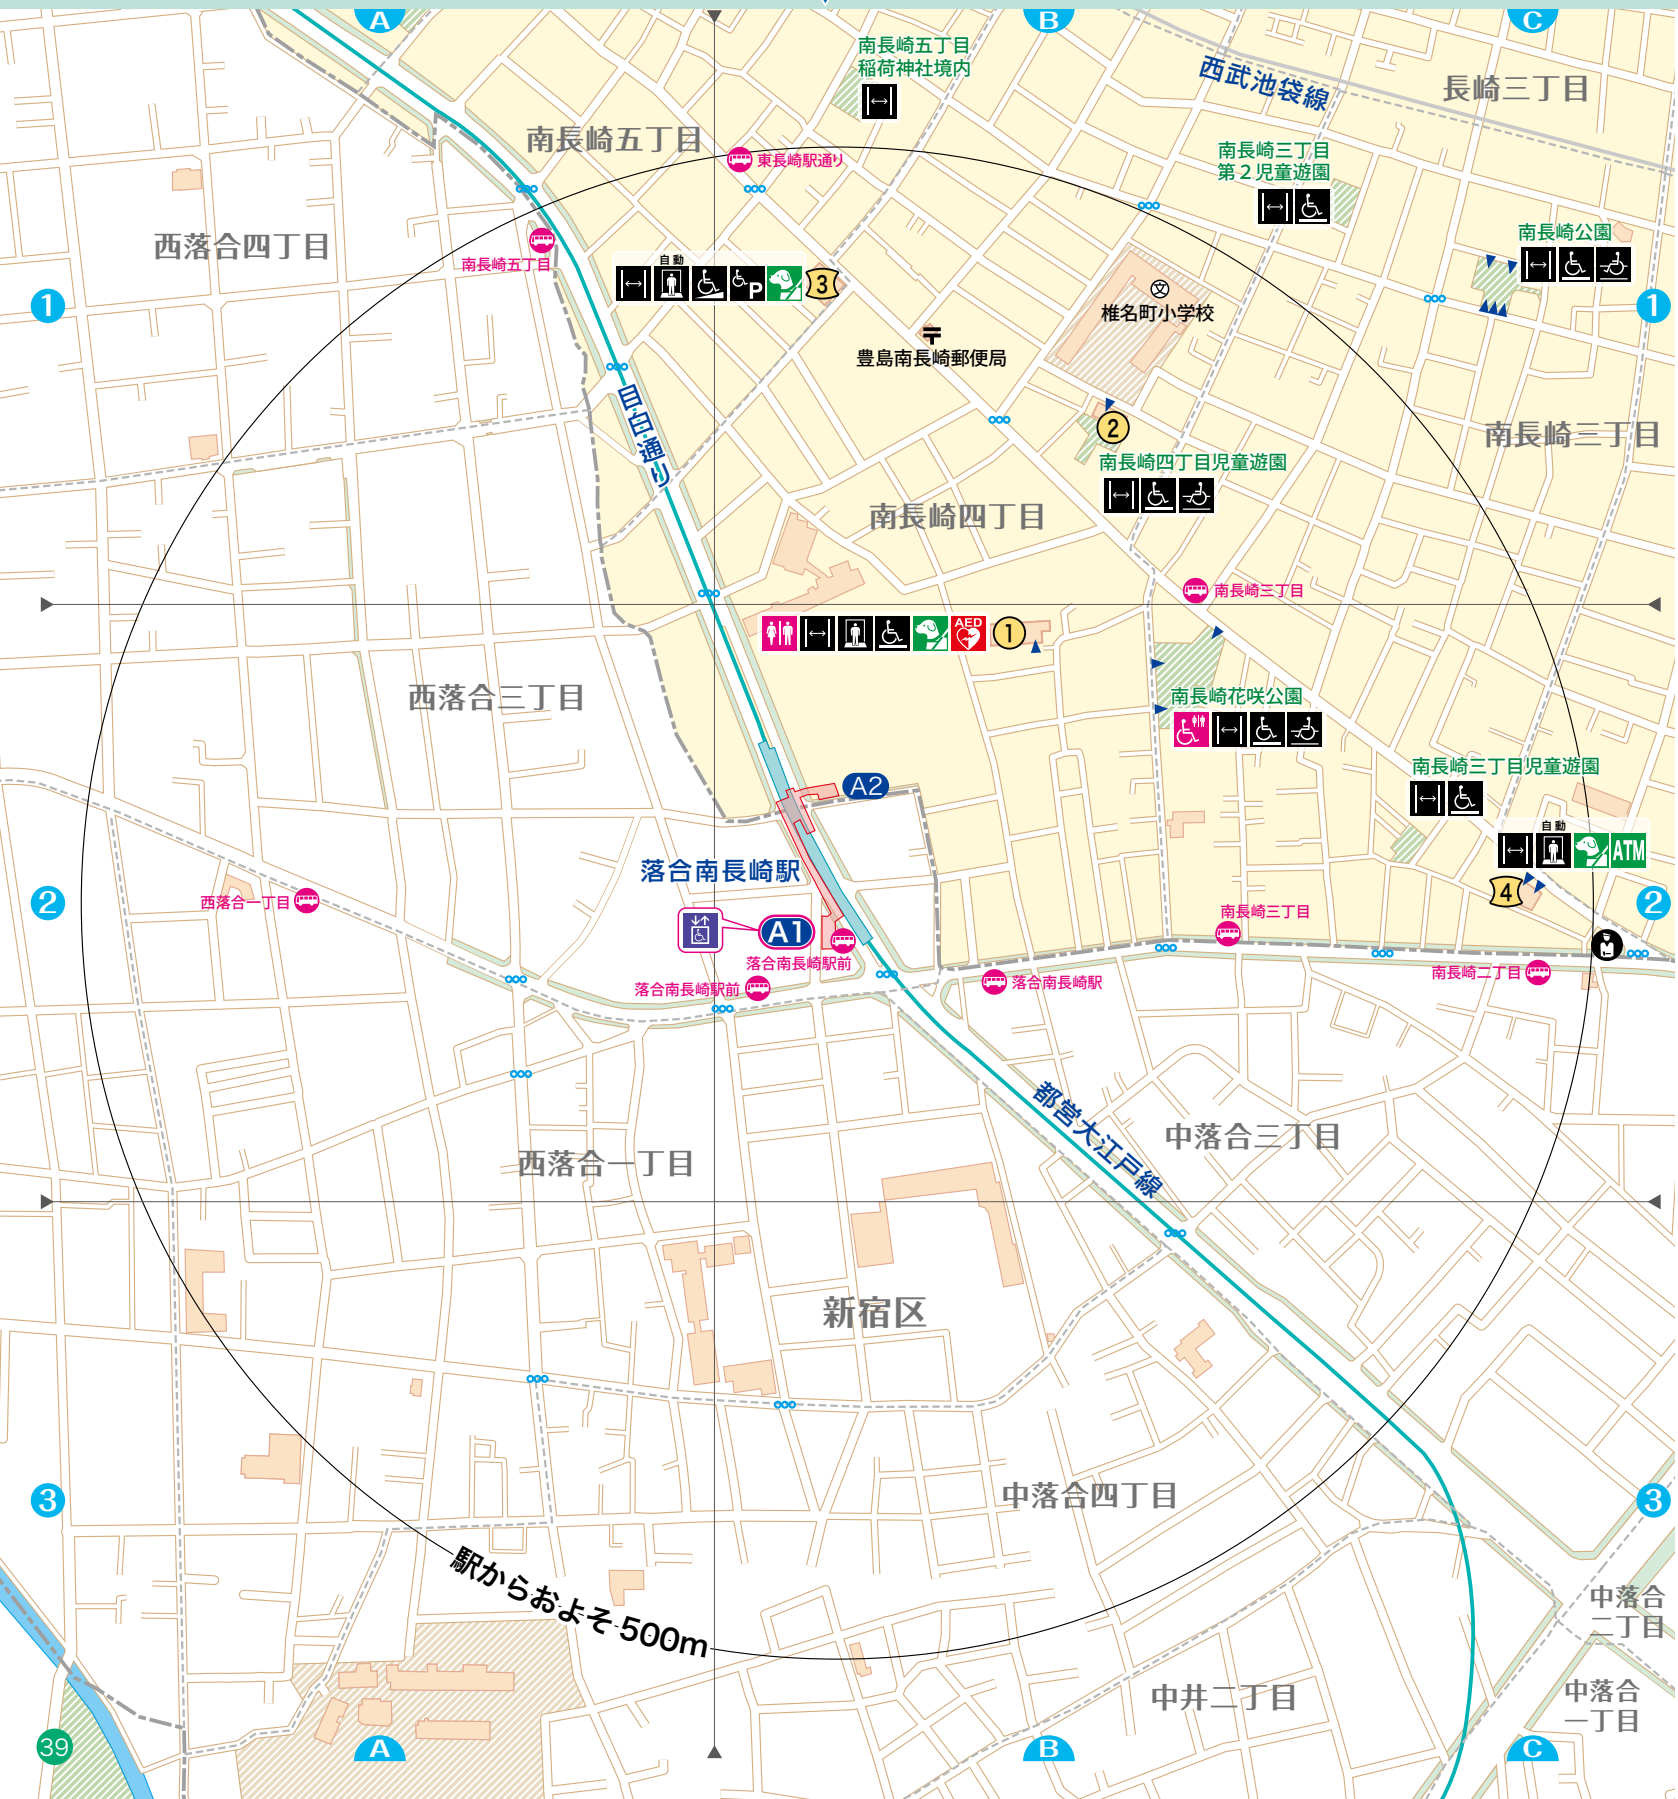 A
B
C
南長崎五丁目
稲荷神社境内
西武池袋線
長崎三丁目
南長崎五丁目
東長崎駅通り
南長崎三丁目
第2児童遊園
西落合四丁目
南長崎五丁目
南長崎公園
自動
P
3
1
1
椎名町小学校
文
豊島南長崎郵便局
目白通り
2
南長崎三丁目
南長崎四丁目児童遊園
南長崎四丁目
南長崎三丁目
AED
1
西落合三丁目
南長崎花咲公園
南長崎三丁目児童遊園
A2
自動
ATM
落合南長崎駅
4
2
2
西落合一丁目
A1
南長崎三丁目
落合南長崎駅前
落合南長崎駅前
落合南長崎駅
南長崎二丁目
都営大江戸線
中落合三丁目
西落合一丁目
新宿区
中落合四丁目
3
3
駅からおよそ500m
中落合
二丁目
中井二丁目
中落合
一丁目
39
A
B
C